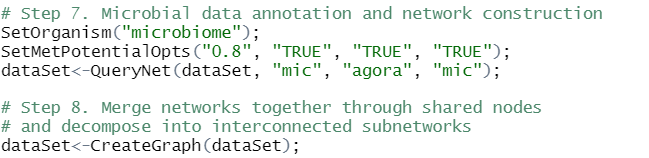 # Step 7. Microbial data annotation and network construction
SetOrganism("microbiome");
SetMetPotentialOpts("0.8", "TRUE", "TRUE", "TRUE");
dataSet<-QueryNet(dataSet, "mic", "agora", "mic");
# Step 8. Merge networks together through shared nodes
# and decompose into interconnected subnetworks
dataSet<-CreateGraph(dataSet);